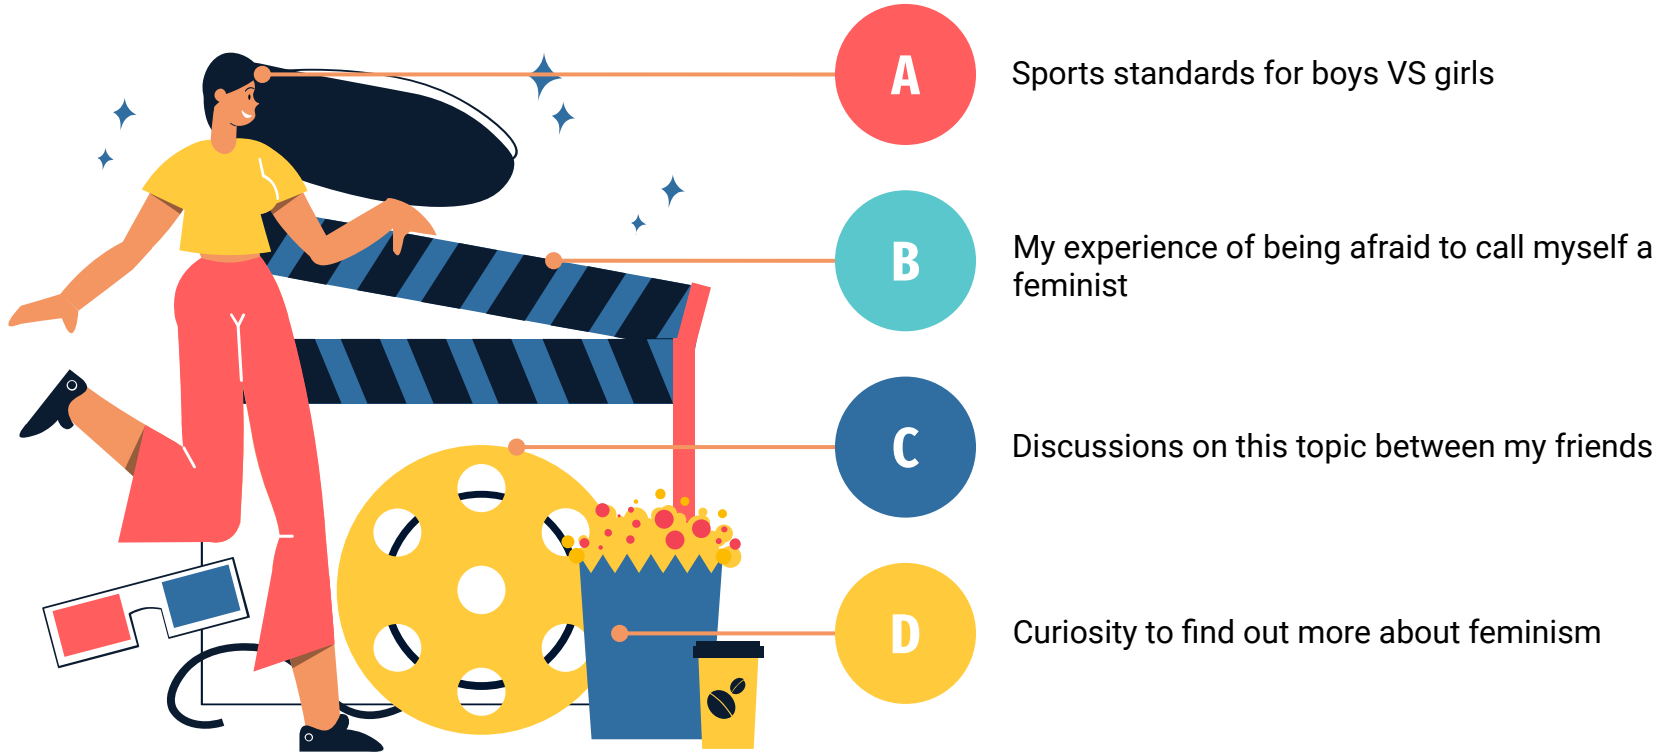 A
Sports standards for boys VS girls
B
My experience of being afraid to call myself a
feminist
C
Discussions on this topic between my friends
D
Curiosity to find out more about feminism